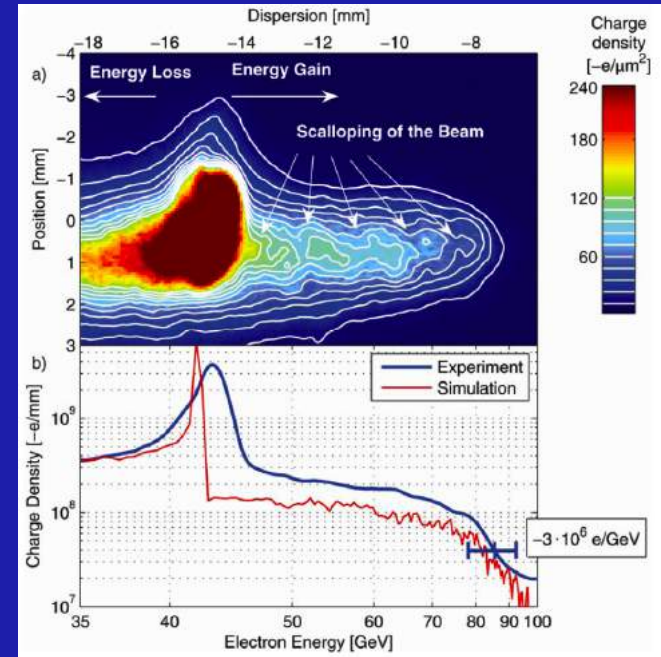 Dispersion [mm]
−18 −16 −14 −12 −10 −8
Charge
density
[−e/μm²]
a)
Energy Loss
Energy Gain
Scalloping of the Beam
−4
−3
−2
−1
0
1
2
3
Position [mm]
240
180
120
60
b)
Experiment
Simulation
10⁹
10⁸
10⁷
Charge Density [−e/mm]
−3 · 10⁶ e/GeV
35 40 50 60 70 80 90 100
Electron Energy [GeV]